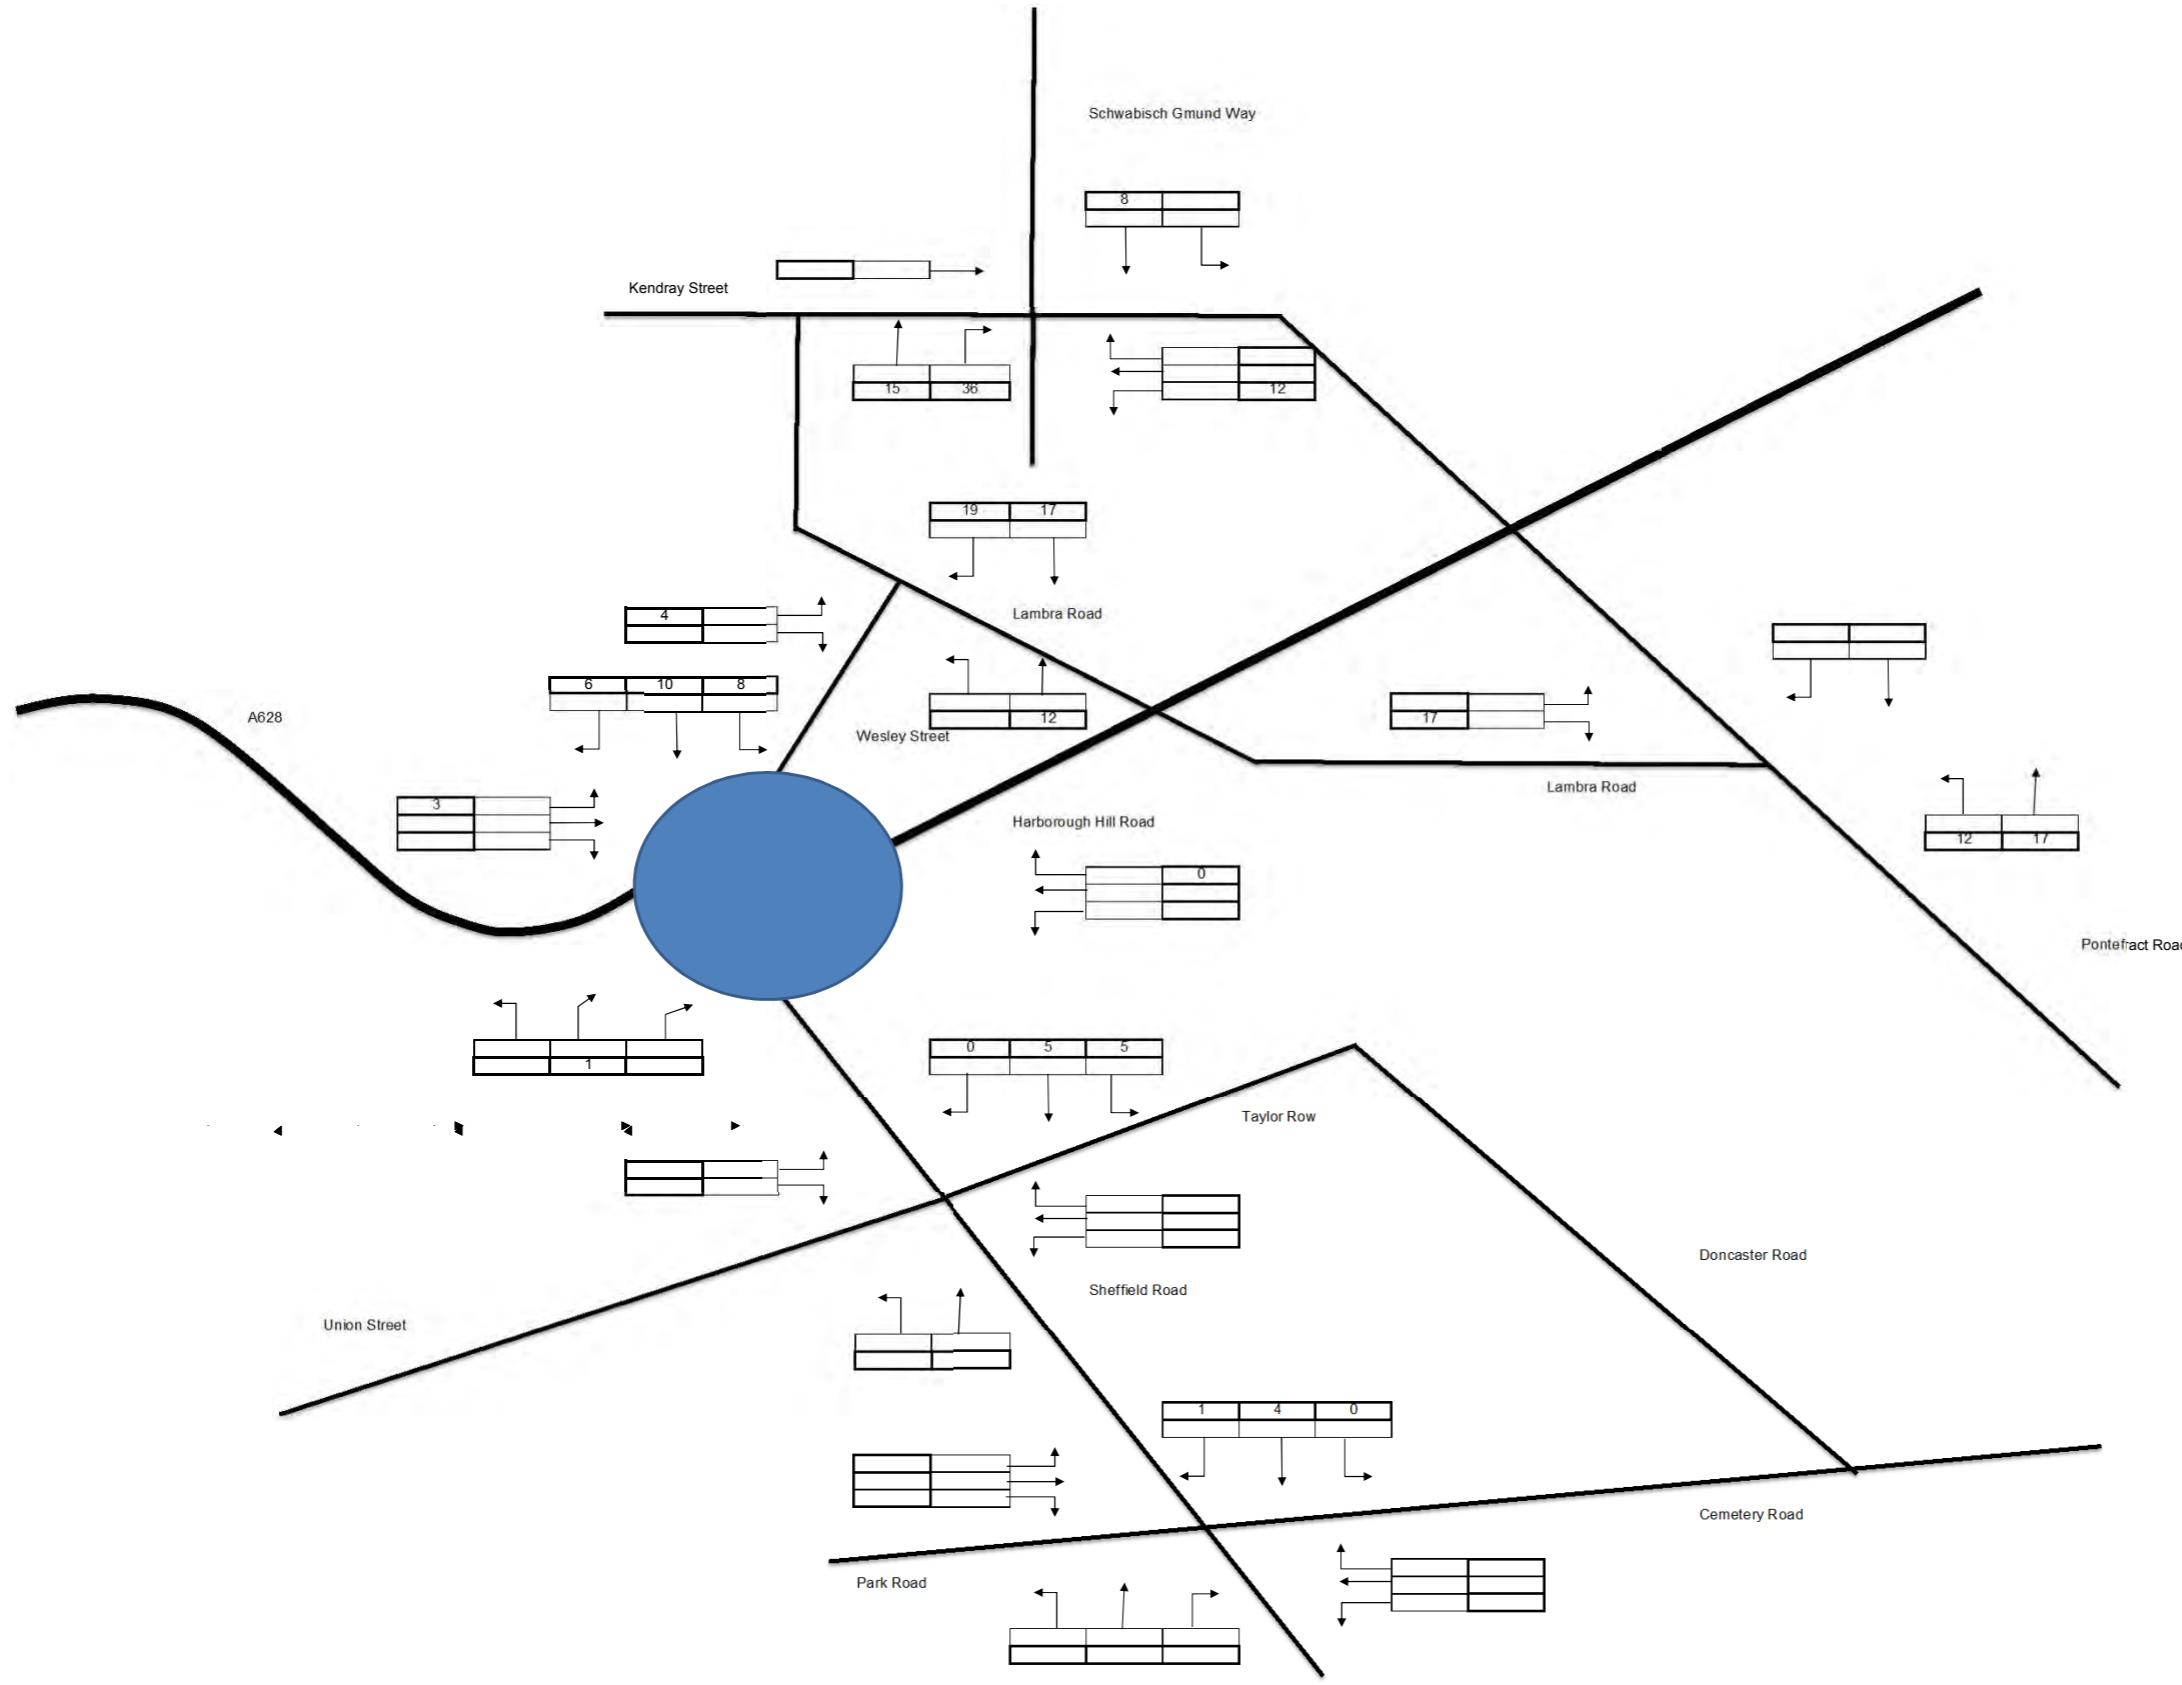 Schwabisch Gmund Way
8
Kendray Street
15 36
12
19 17
4
Lambra Road
6 10 8
12
17
A628
Wesley Street
Lambra Road
3
Harborough Hill Road
12 17
0
Pontefract Roa
0 5 5
1
Taylor Row
Doncaster Road
Sheffield Road
Union Street
1 4 0
Cemetery Road
Park Road